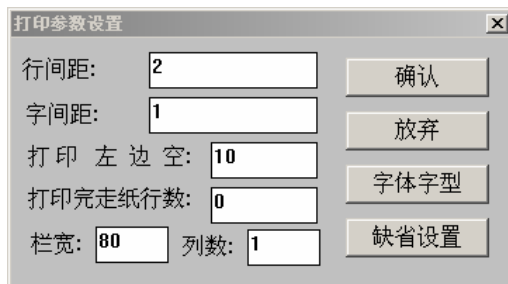 打印参数设置
行间距: 2
确认
字间距: 1
放弃
打印 左 边 空: 10
字体字型
打印完走纸行数: 0
缺省设置
栏宽: 80 列数: 1